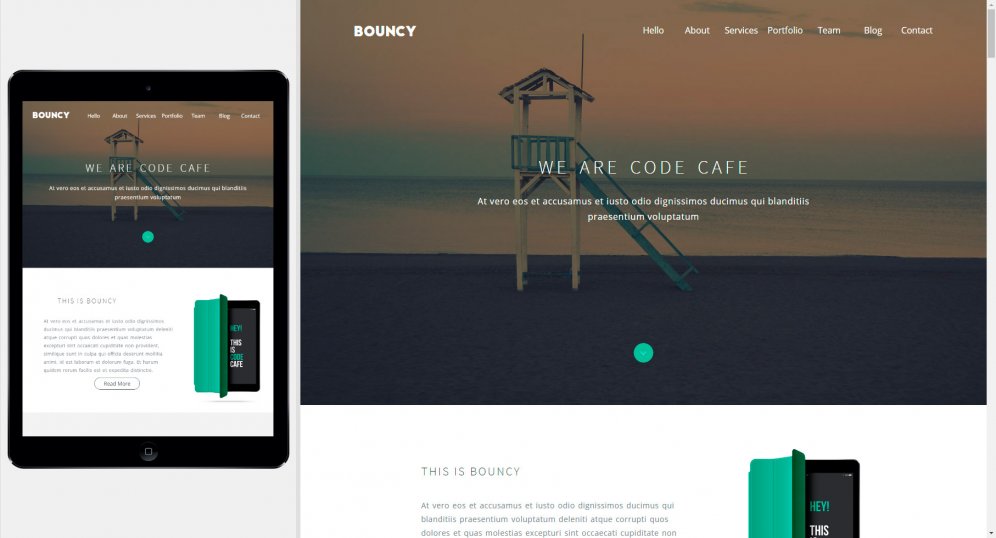 BOUNCY
Hello About Services Portfolio Team Blog Contact
WE ARE CODE CAFE
At vero eos et accusamus et iusto odio dignissimos ducimus qui blanditiis
praesentium voluptatum
THIS IS BOUNCY
At vero eos et accusamus et iusto odio dignissimos
ducimus qui blanditiis praesentium voluptatum deleniti
atque corrupti quos dolores et quas molestias
excepturi sint occaecati cupiditate non provident,
similique sunt in culpa qui officia deserunt mollitia
animi, id est laborum et dolorum fuga. Et harum
quidem rerum facilis est et expedita distinctio.
Read More
HEY!
THIS
IS
CODE
CAFE
BOUNCY
Hello About Services Portfolio Team Blog Contact
WE ARE CODE CAFE
At vero eos et accusamus et iusto odio dignissimos ducimus qui blanditiis
praesentium voluptatum
THIS IS BOUNCY
At vero eos et accusamus et iusto odio dignissimos ducimus qui
blanditiis praesentium voluptatum deleniti atque corrupti quos
dolores et quas molestias excepturi sint occaecati cupiditate non
HEY!
THIS